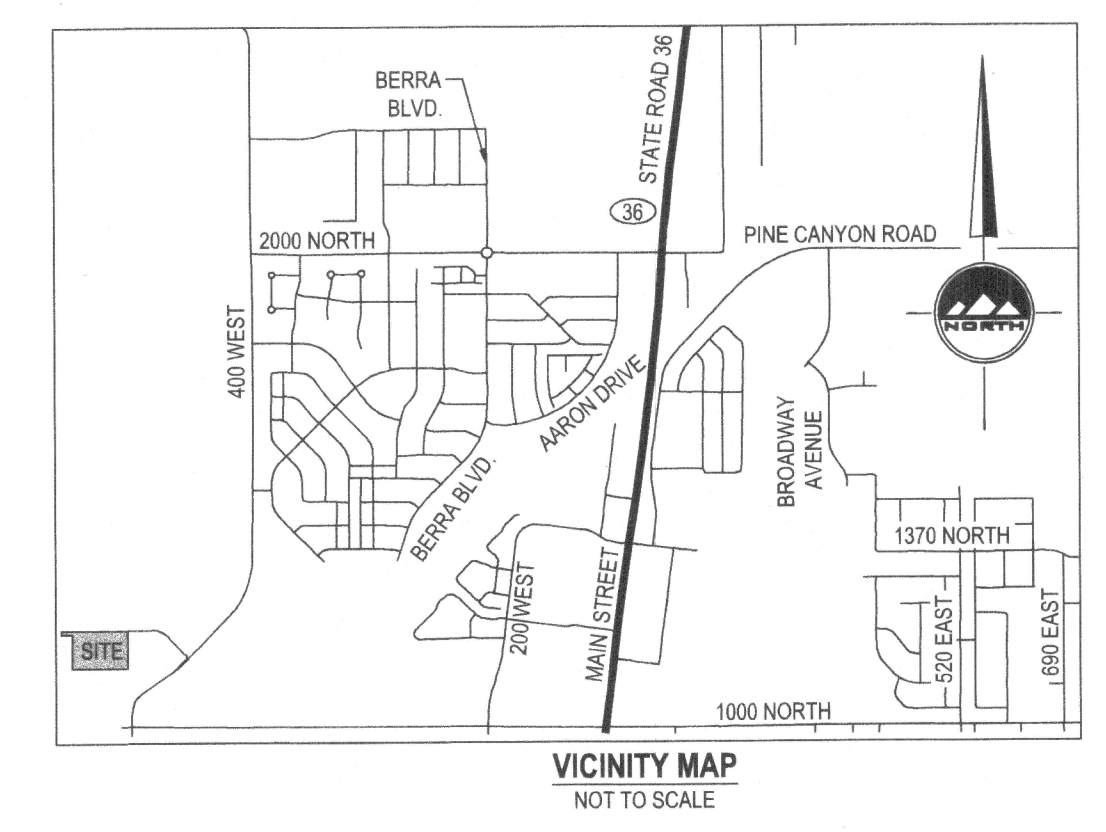 BERRA
BLVD.
STATE ROAD 36
36
2000 NORTH
PINE CANYON ROAD
NORTH
400 WEST
AARON DRIVE
BROADWAY
AVENUE
BERRA BLVD.
1370 NORTH
200 WEST
MAIN STREET
520 EAST
690 EAST
SITE
1000 NORTH
VICINITY MAP
NOT TO SCALE